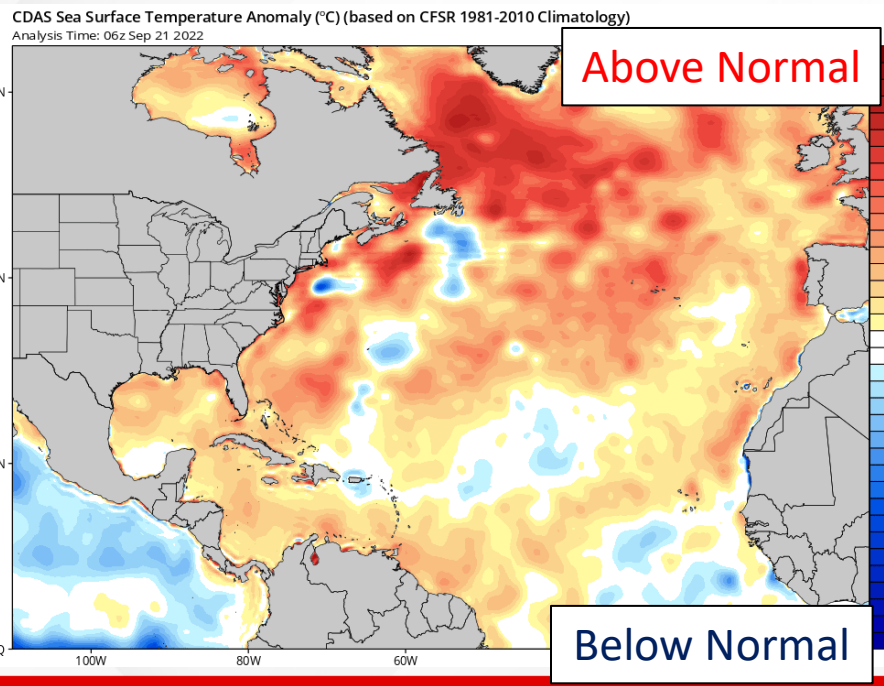 CDAS Sea Surface Temperature Anomaly (°C) (based on CFSR 1981-2010 Climatology)
Analysis Time: 06z Sep 21 2022
Above Normal
N
N
N
Below Normal
Q
100W
80W
60W